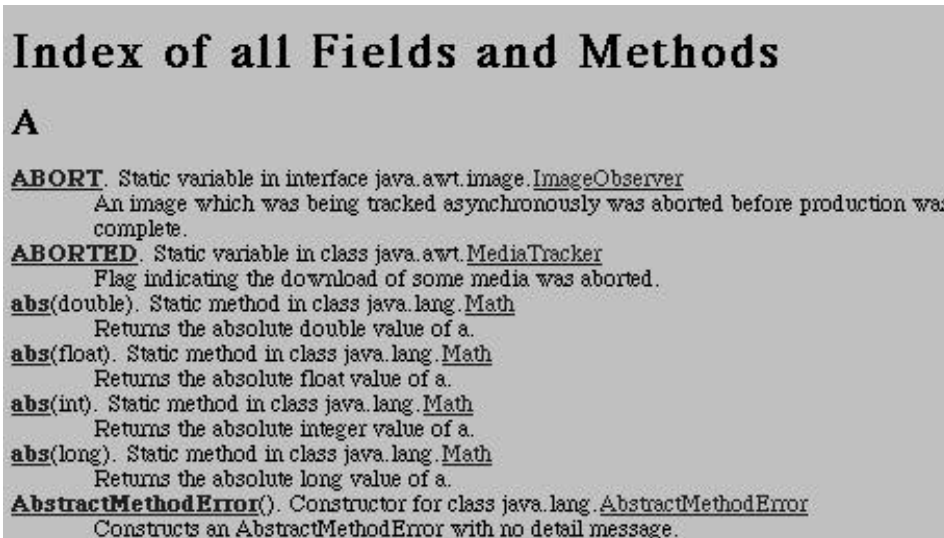 Index of all Fields and Methods
A
ABORT. Static variable in interface java.awt.image.ImageObserver
An image which was being tracked asynchronously was aborted before production was
complete.
ABORTED. Static variable in class java.awt.MediaTracker
Flag indicating the download of some media was aborted.
abs(double). Static method in class java.lang.Math
Returns the absolute double value of a.
abs(float). Static method in class java.lang.Math
Returns the absolute float value of a.
abs(int). Static method in class java.lang.Math
Returns the absolute integer value of a.
abs(long). Static method in class java.lang.Math
Returns the absolute long value of a.
AbstractMethodError(). Constructor for class java.lang.AbstractMethodError
Constructs an AbstractMethodError with no detail message.